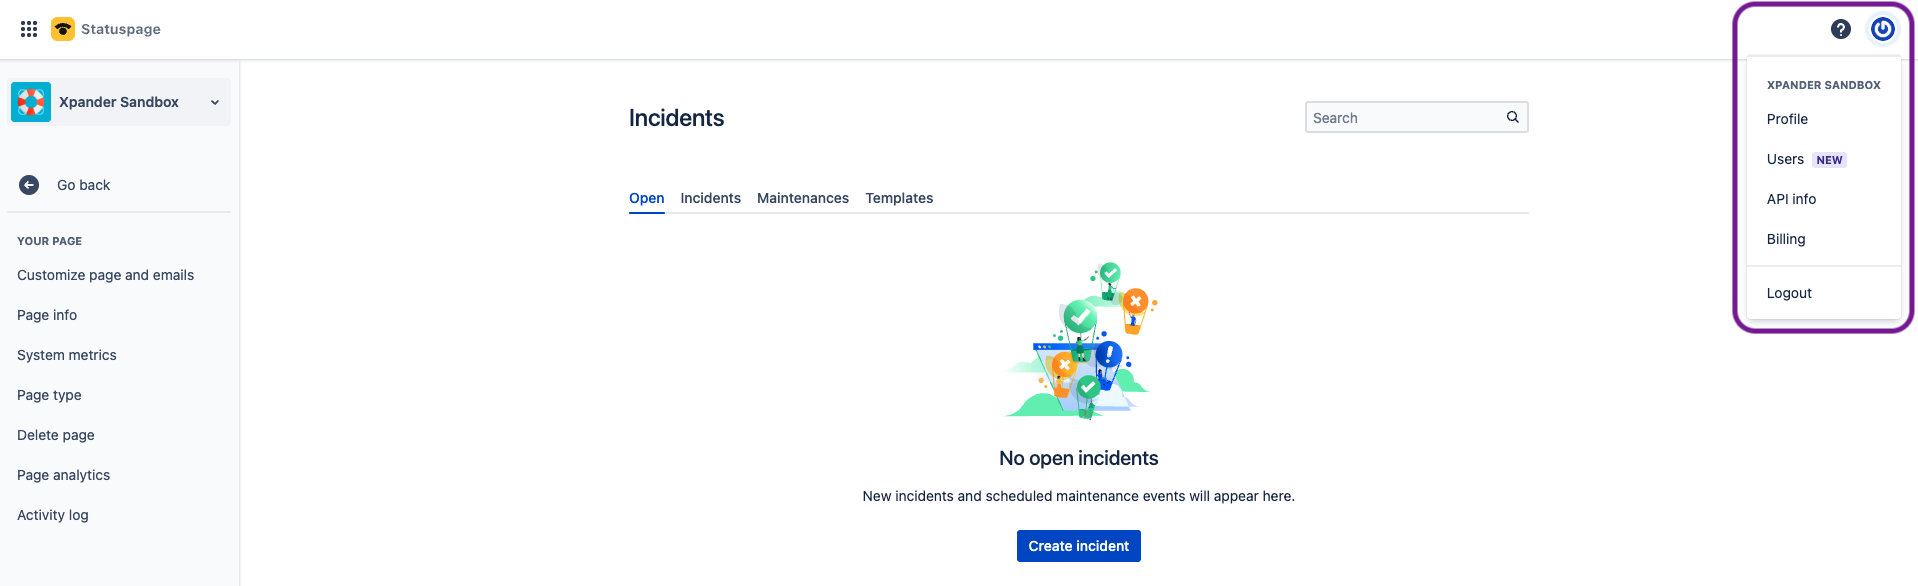 Statuspage
Xpander Sandbox
Go back
YOUR PAGE
Customize page and emails
Page info
System metrics
Page type
Delete page
Page analytics
Activity log
Incidents
Search
Open Incidents Maintenances Templates
No open incidents
New incidents and scheduled maintenance events will appear here.
Create incident
XPANDER SANDBOX
Profile
Users NEW
API info
Billing
Logout